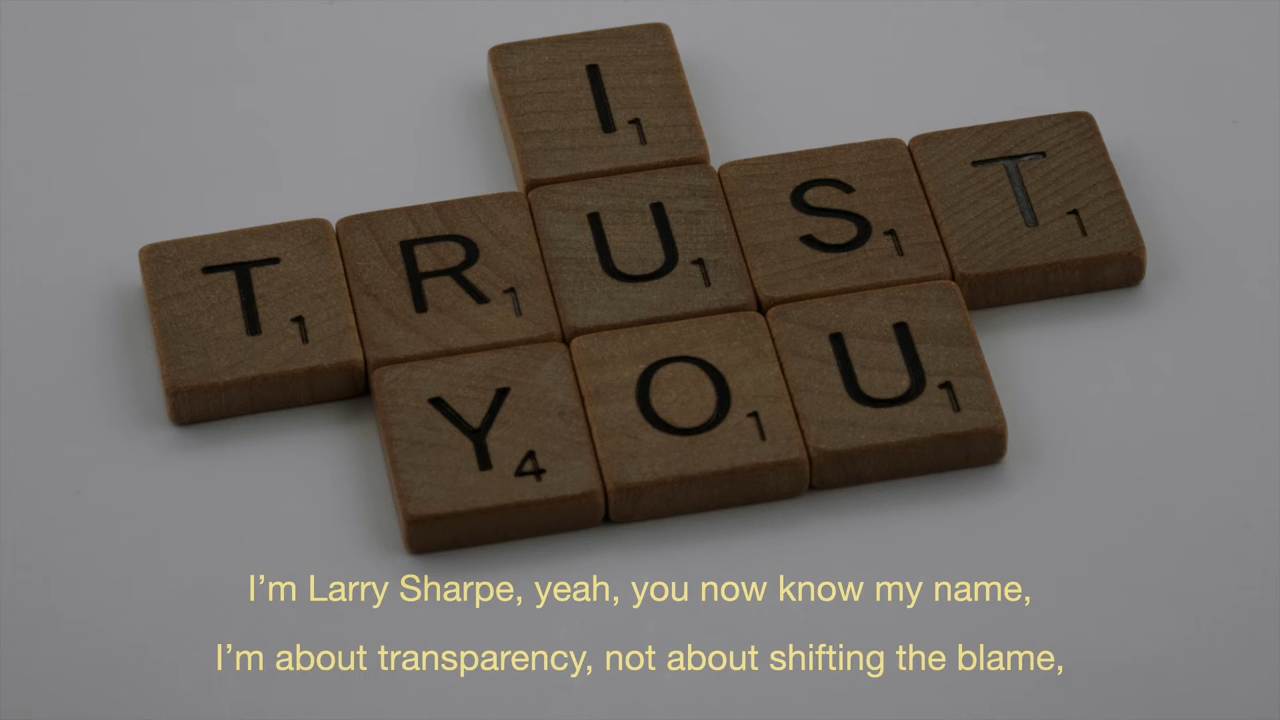 I
TRUST
YOU
I’m Larry Sharpe, yeah, you now know my name,
I’m about transparency, not about shifting the blame,